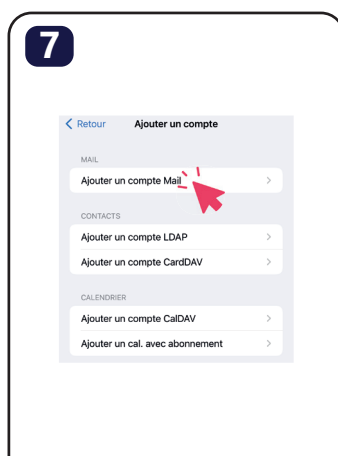 7
Retour Ajouter un compte
MAIL
Ajouter un compte Mail
CONTACTS
Ajouter un compte LDAP
Ajouter un compte CardDAV
CALENDRIER
Ajouter un compte CalDAV
Ajouter un cal. avec abonnement